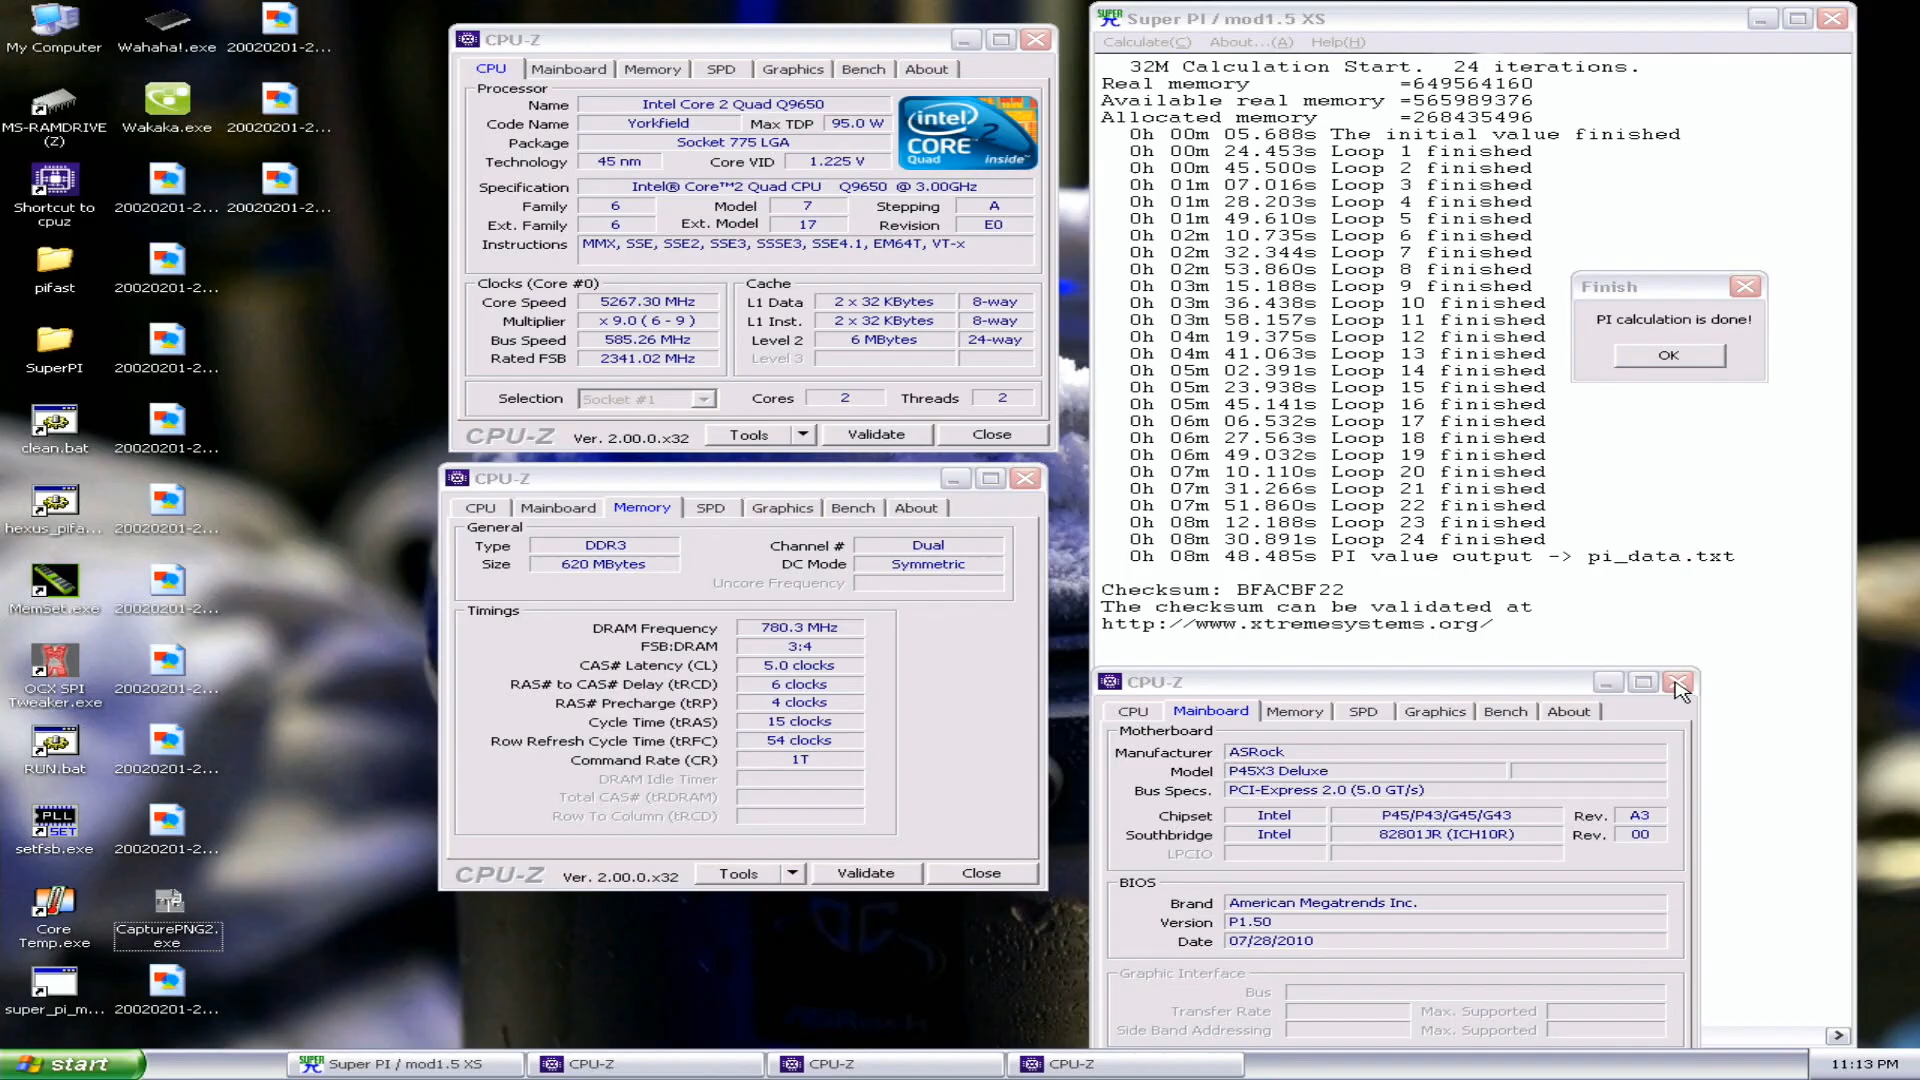 My Computer
Wahaha!.exe
20020201-2...
MS-RAMDRIVE (Z)
Wakaka.exe
20020201-2...
Shortcut to cpuz
20020201-2...
20020201-2...
pifast
20020201-2...
SuperPI
20020201-2...
clean.bat
20020201-2...
hexus_pifa...
20020201-2...
MemSet.exe
20020201-2...
OCX SPI Tweaker.exe
20020201-2...
RUN.bat
20020201-2...
PLL SET
setfsb.exe
20020201-2...
Core Temp.exe
CapturePNG2.exe
super_pi_m...
20020201-2...
CPU-Z
CPU Mainboard Memory SPD Graphics Bench About
Processor
Name Intel Core 2 Quad Q9650
Code Name Yorkfield Max TDP 95.0 W
Package Socket 775 LGA
Technology 45 nm Core VID 1.225 V
intel CORE 2 Quad inside™
Specification Intel® Core™2 Quad CPU Q9650 @ 3.00GHz
Family 6 Model 7 Stepping A
Ext. Family 6 Ext. Model 17 Revision E0
Instructions MMX, SSE, SSE2, SSE3, SSSE3, SSE4.1, EM64T, VT-x
Clocks (Core #0)
Core Speed 5267.30 MHz
Multiplier x 9.0 ( 6 - 9 )
Bus Speed 585.26 MHz
Rated FSB 2341.02 MHz
Cache
L1 Data 2 x 32 KBytes 8-way
L1 Inst. 2 x 32 KBytes 8-way
Level 2 6 MBytes 24-way
Level 3
Selection Socket #1 Cores 2 Threads 2
CPU-Z Ver. 2.00.0.x32 Tools Validate Close
CPU-Z
CPU Mainboard Memory SPD Graphics Bench About
General
Type DDR3 Channel # Dual
Size 620 MBytes DC Mode Symmetric
Uncore Frequency
Timings
DRAM Frequency 780.3 MHz
FSB:DRAM 3:4
CAS# Latency (CL) 5.0 clocks
RAS# to CAS# Delay (tRCD) 6 clocks
RAS# Precharge (tRP) 4 clocks
Cycle Time (tRAS) 15 clocks
Row Refresh Cycle Time (tRFC) 54 clocks
Command Rate (CR) 1T
DRAM Idle Timer
Total CAS# (tRDRAM)
Row To Column (tRCD)
CPU-Z Ver. 2.00.0.x32 Tools Validate Close
SUPER π Super PI / mod1.5 XS
Calculate(C) About...(A) Help(H)
32M Calculation Start. 24 iterations.
Real memory =649564160
Available real memory =565989376
Allocated memory =268435496
0h 00m 05.688s The initial value finished
0h 00m 24.453s Loop 1 finished
0h 00m 45.500s Loop 2 finished
0h 01m 07.016s Loop 3 finished
0h 01m 28.203s Loop 4 finished
0h 01m 49.610s Loop 5 finished
0h 02m 10.735s Loop 6 finished
0h 02m 32.344s Loop 7 finished
0h 02m 53.860s Loop 8 finished
0h 03m 15.188s Loop 9 finished
0h 03m 36.438s Loop 10 finished
0h 03m 58.157s Loop 11 finished
0h 04m 19.375s Loop 12 finished
0h 04m 41.063s Loop 13 finished
0h 05m 02.391s Loop 14 finished
0h 05m 23.938s Loop 15 finished
0h 05m 45.141s Loop 16 finished
0h 06m 06.532s Loop 17 finished
0h 06m 27.563s Loop 18 finished
0h 06m 49.032s Loop 19 finished
0h 07m 10.110s Loop 20 finished
0h 07m 31.266s Loop 21 finished
0h 07m 51.860s Loop 22 finished
0h 08m 12.188s Loop 23 finished
0h 08m 30.891s Loop 24 finished
0h 08m 48.485s PI value output -> pi_data.txt
Checksum: BFACBF22
The checksum can be validated at
http://www.xtremesystems.org/
Finish
PI calculation is done!
OK
CPU-Z
CPU Mainboard Memory SPD Graphics Bench About
Motherboard
Manufacturer ASRock
Model P45X3 Deluxe
Bus Specs. PCI-Express 2.0 (5.0 GT/s)
Chipset Intel P45/P43/G45/G43 Rev. A3
Southbridge Intel 82801JR (ICH10R) Rev. 00
LPCIO
BIOS
Brand American Megatrends Inc.
Version P1.50
Date 07/28/2010
Graphic Interface
Bus
Transfer Rate Max. Supported
Side Band Addressing Max. Supported
start
SUPER π Super PI / mod1.5 XS
CPU-Z
CPU-Z
CPU-Z
11:13 PM